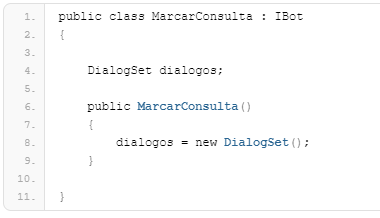 1. public class MarcarConsulta : IBot
2. {
3.
4. DialogSet dialogos;
5.
6. public MarcarConsulta()
7. {
8. dialogos = new DialogSet();
9. }
10.
11. }